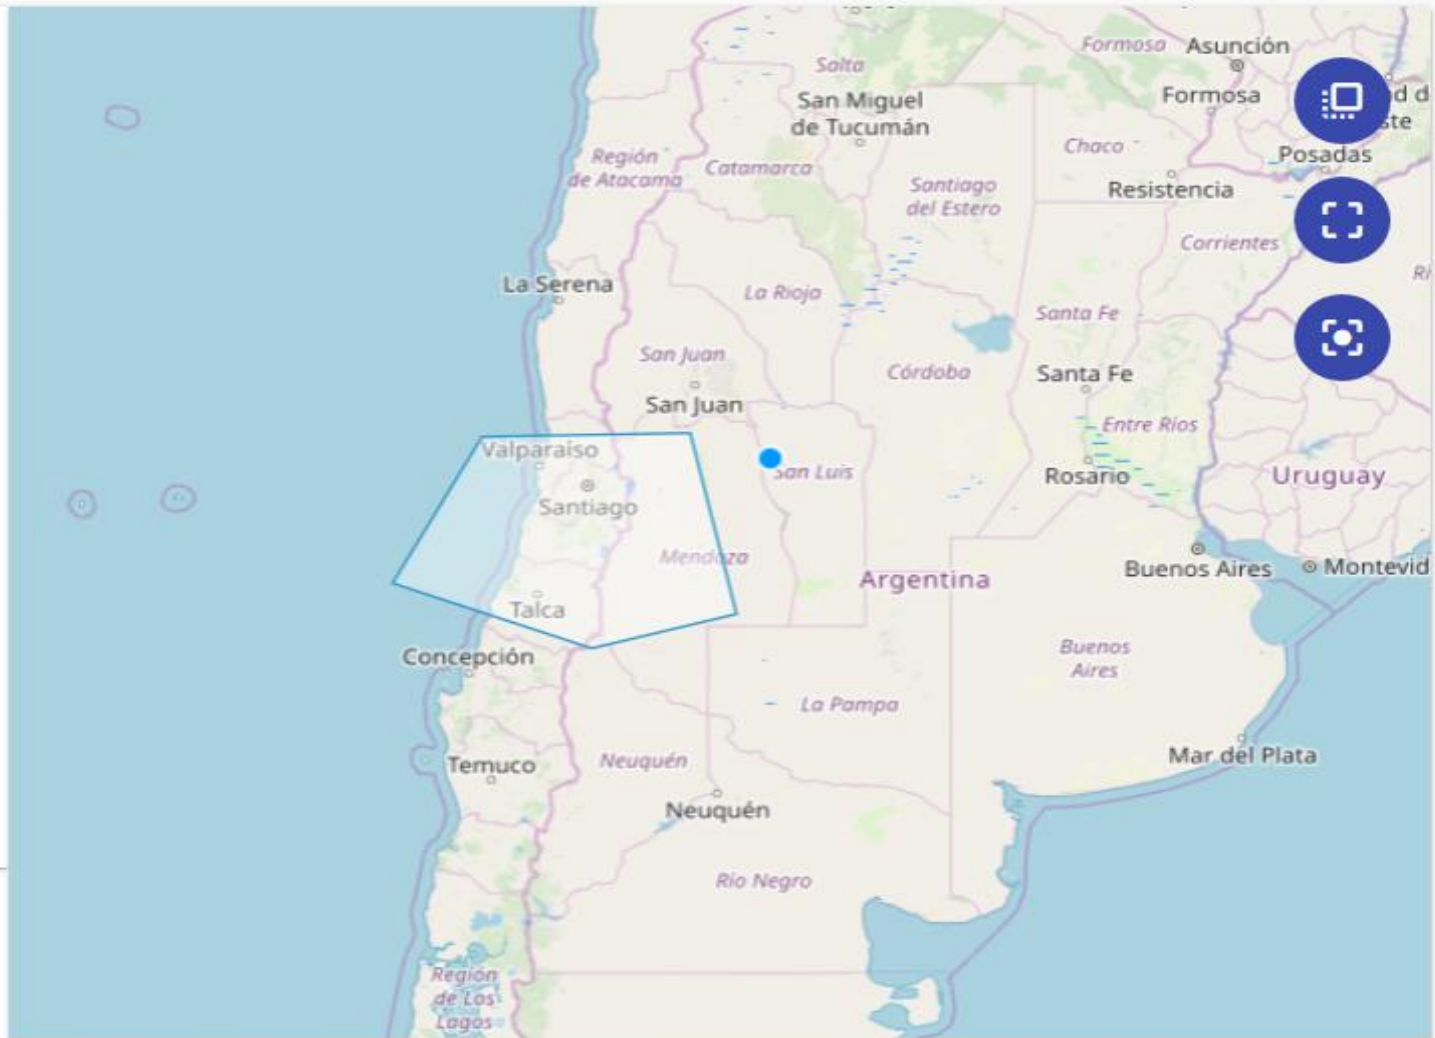 Formosa
Asunción
Salta
San Miguel
de Tucumán
Formosa
Chaco
Posadas
Región
de Atacama
Catamarca
Santiago
del Estero
Resistencia
Corrientes
La Serena
La Rioja
Santa Fe
San Juan
Córdoba
Santa Fe
San Juan
Entre Ríos
Valparaíso
San Luis
Rosario
Uruguay
Santiago
Mendoza
Argentina
Buenos Aires
Montevid
Talca
Concepción
Buenos
Aires
La Pampa
Temuco
Neuquén
Mar del Plata
Neuquén
Río Negro
Región
de Los
Lagos